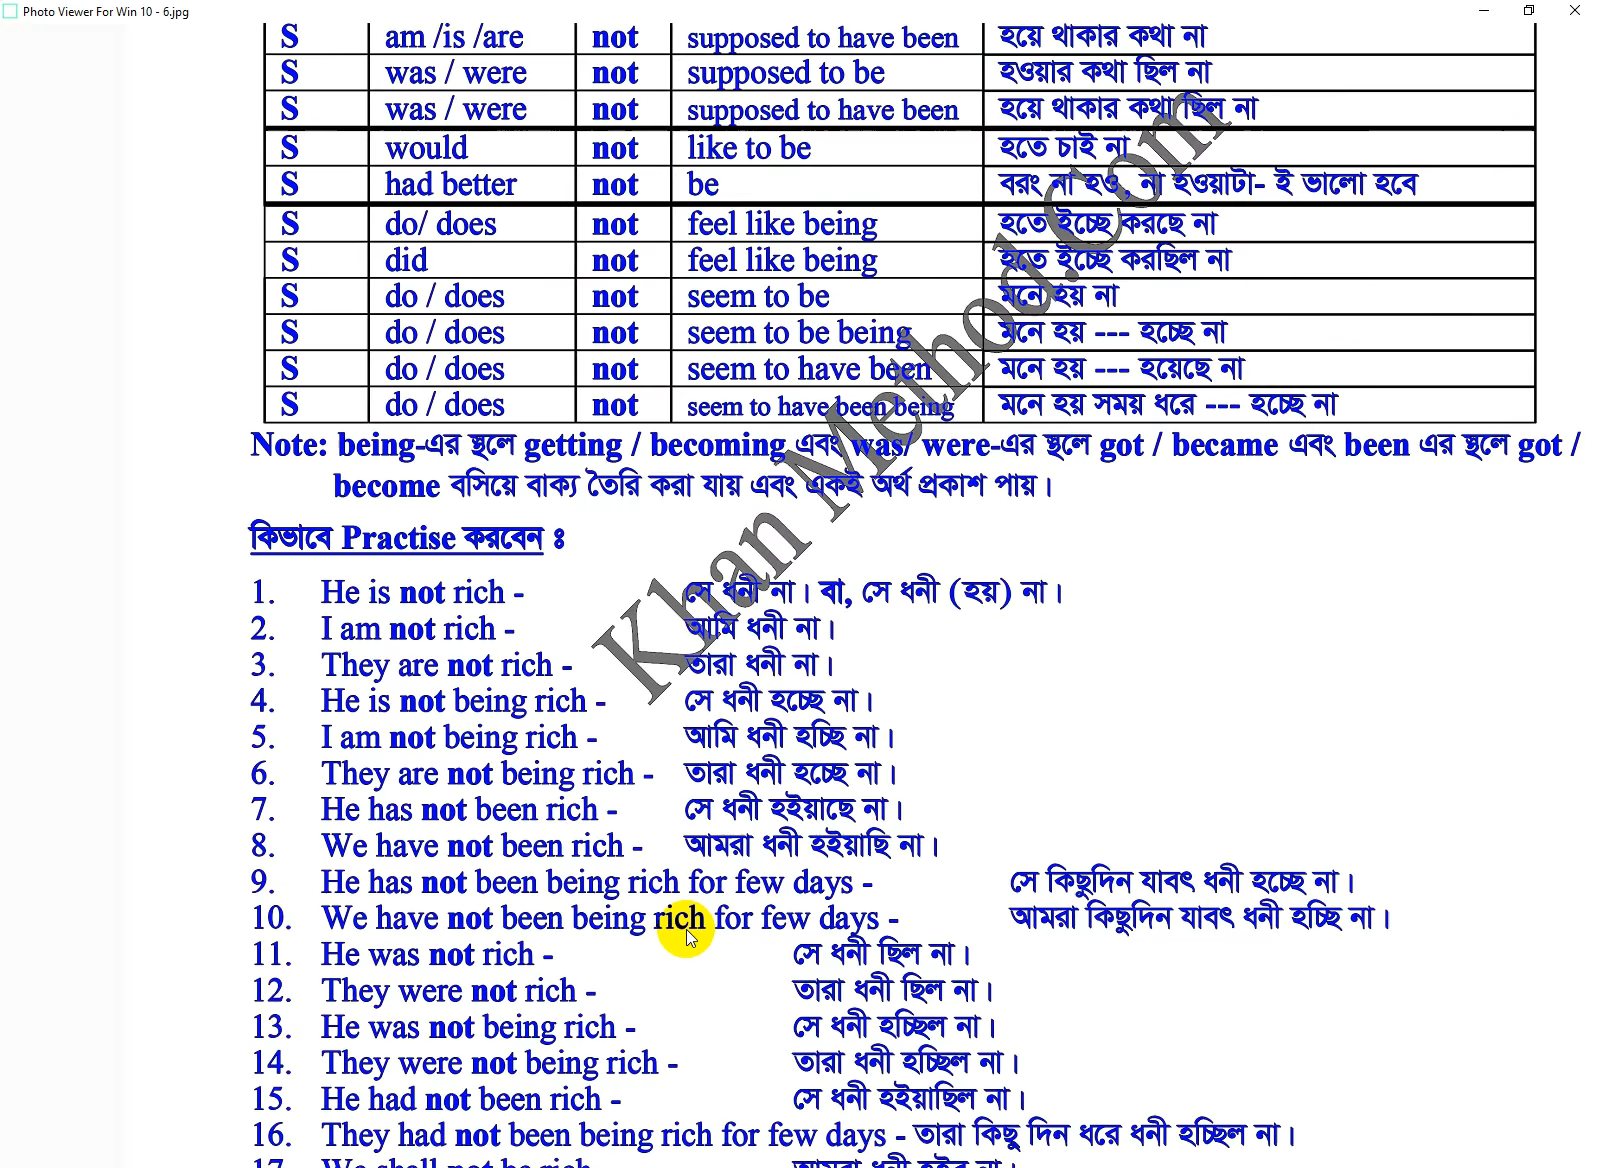 Photo Viewer For Win 10 - 6.jpg
S am /is /are not supposed to have been হয়ে থাকার কথা না
S was / were not supposed to be হওয়ার কথা ছিল না
S was / were not supposed to have been হয়ে থাকার কথা ছিল না
S would not like to be হতে চাই না
S had better not be বরং না হও, না হওয়াটা- ই ভালো হবে
S do/ does not feel like being হতে ইচ্ছে করছে না
S did not feel like being হতে ইচ্ছে করছিল না
S do / does not seem to be মনে হয় না
S do / does not seem to be being মনে হয় --- হচ্ছে না
S do / does not seem to have been মনে হয় --- হয়েছে না
S do / does not seem to have been being মনে হয় সময় ধরে --- হচ্ছে না
Note: being-এর স্থলে getting / becoming এবং was/ were-এর স্থলে got / became এবং been এর স্থলে got /
become বসিয়ে বাক্য তৈরি করা যায় এবং একই অর্থ প্রকাশ পায়।
কিভাবে Practise করবেন ঃ
1. He is not rich - সে ধনী না। বা, সে ধনী (হয়) না।
2. I am not rich - আমি ধনী না।
3. They are not rich - তারা ধনী না।
4. He is not being rich - সে ধনী হচ্ছে না।
5. I am not being rich - আমি ধনী হচ্ছি না।
6. They are not being rich - তারা ধনী হচ্ছে না।
7. He has not been rich - সে ধনী হইয়াছে না।
8. We have not been rich - আমরা ধনী হইয়াছি না।
9. He has not been being rich for few days - সে কিছুদিন যাবৎ ধনী হচ্ছে না।
10. We have not been being rich for few days - আমরা কিছুদিন যাবৎ ধনী হচ্ছি না।
11. He was not rich - সে ধনী ছিল না।
12. They were not rich - তারা ধনী ছিল না।
13. He was not being rich - সে ধনী হচ্ছিল না।
14. They were not being rich - তারা ধনী হচ্ছিল না।
15. He had not been rich - সে ধনী হইয়াছিল না।
16. They had not been being rich for few days - তারা কিছু দিন ধরে ধনী হচ্ছিল না।
17. We shall not be rich - আমরা ধনী হইব না।
Khan Method.Com